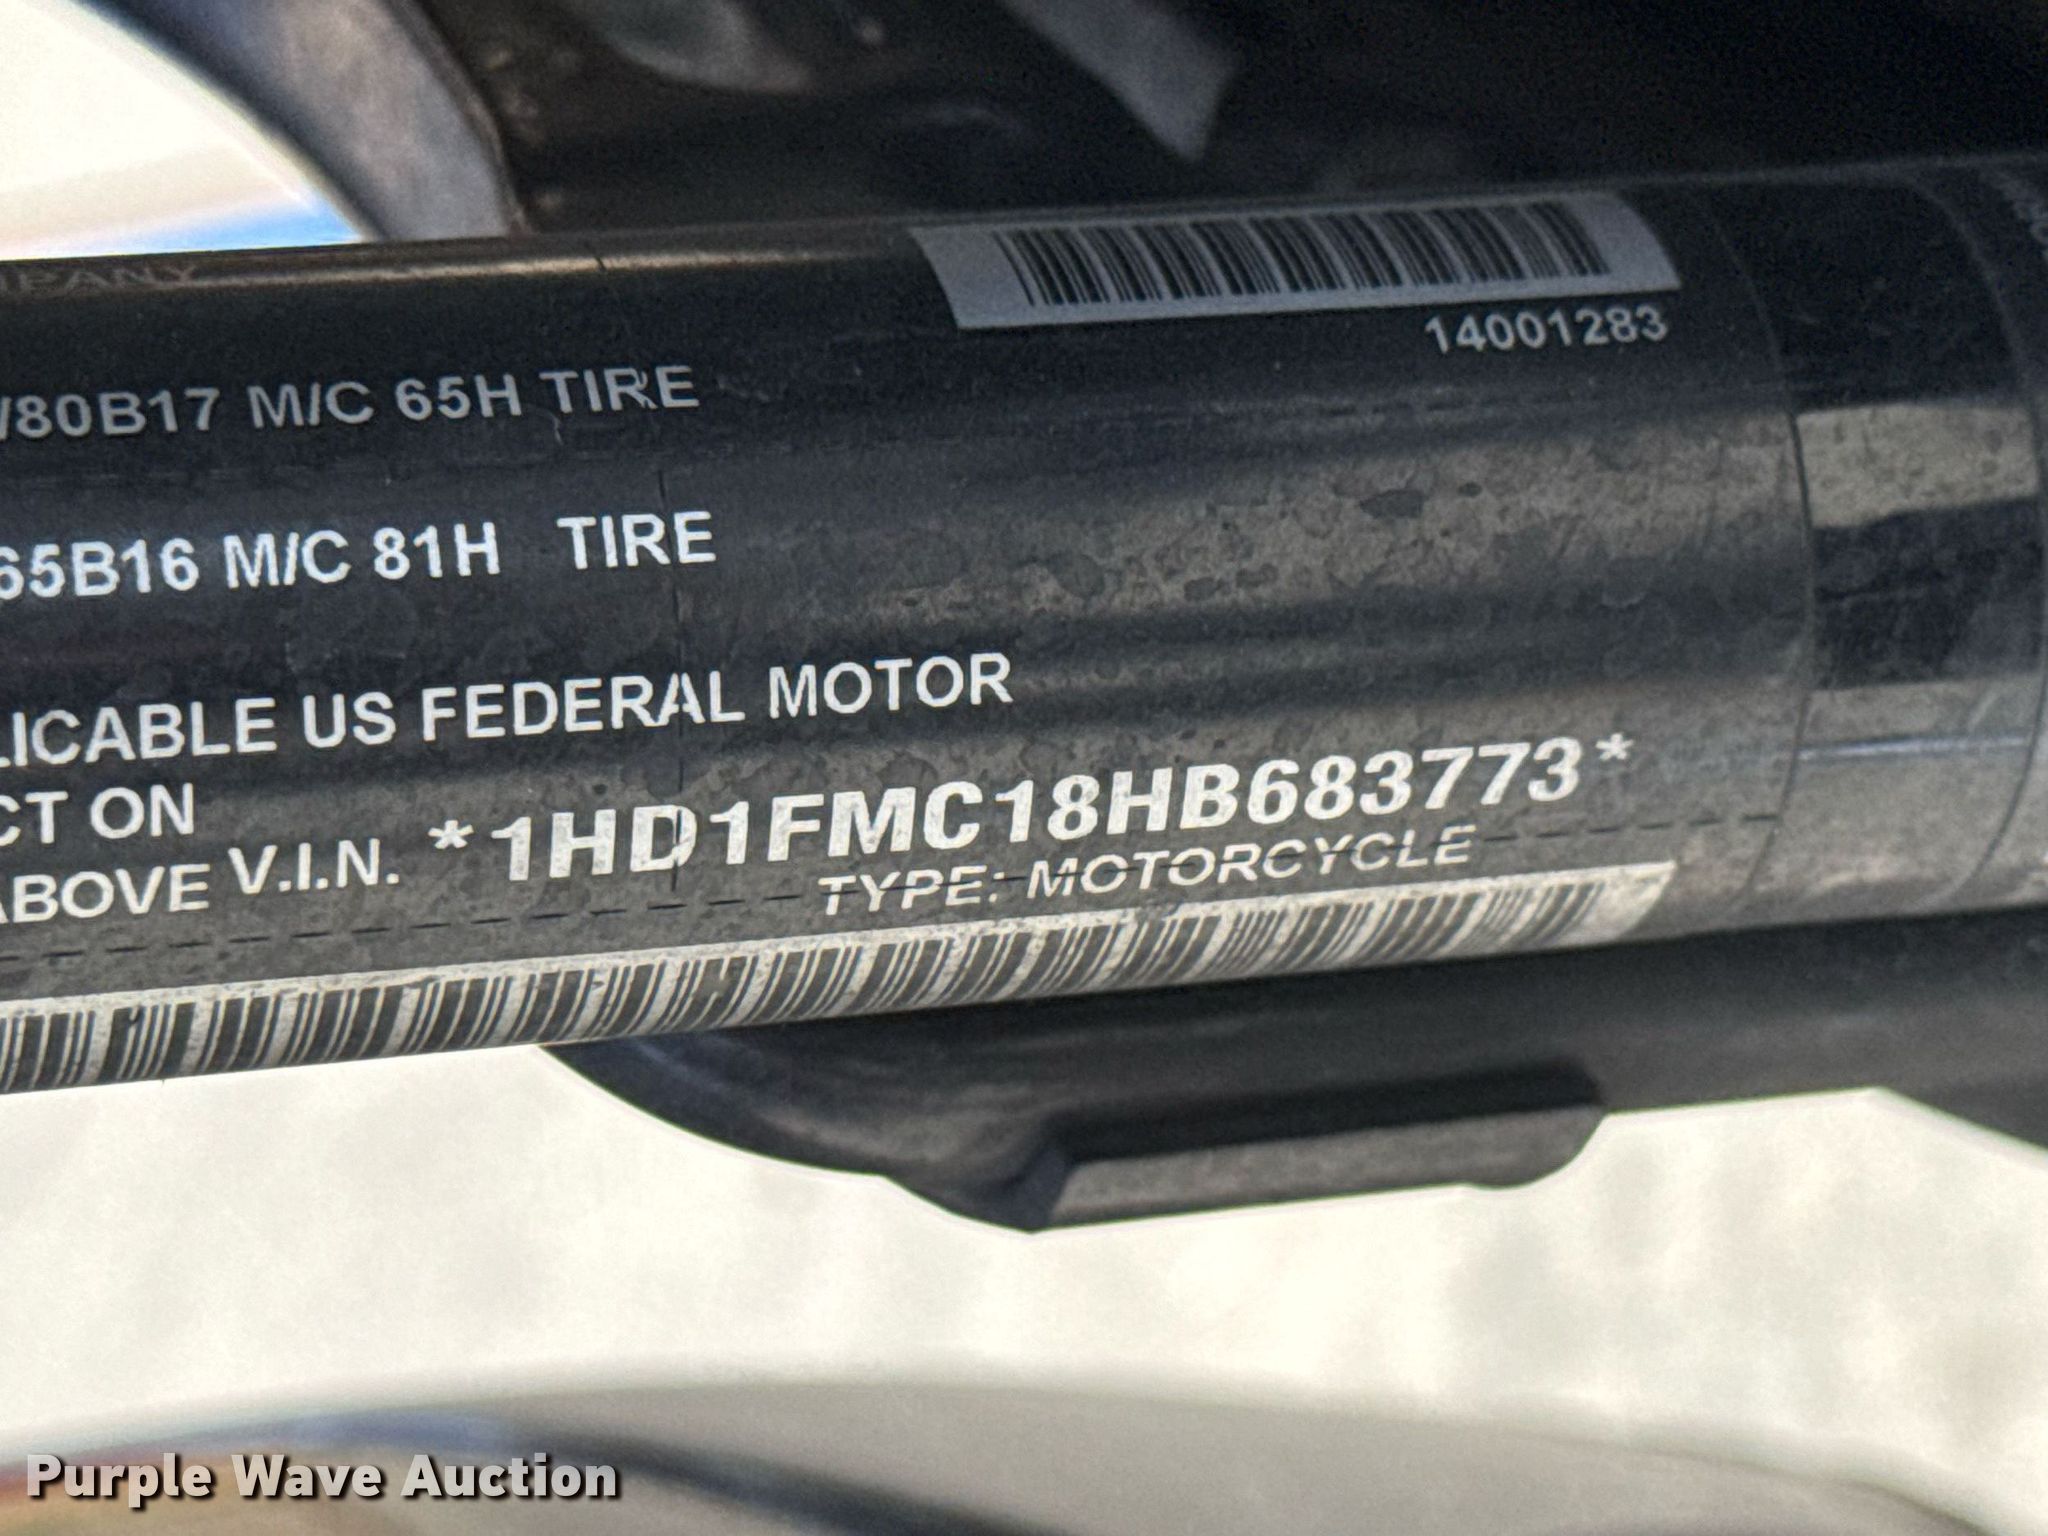 14001283
/80B17 M/C 65H TIRE
65B16 M/C 81H TIRE
LICABLE US FEDERAL MOTOR
CT ON
ABOVE V.I.N. *1HD1FMC18HB683773*
TYPE: MOTORCYCLE
Purple Wave Auction